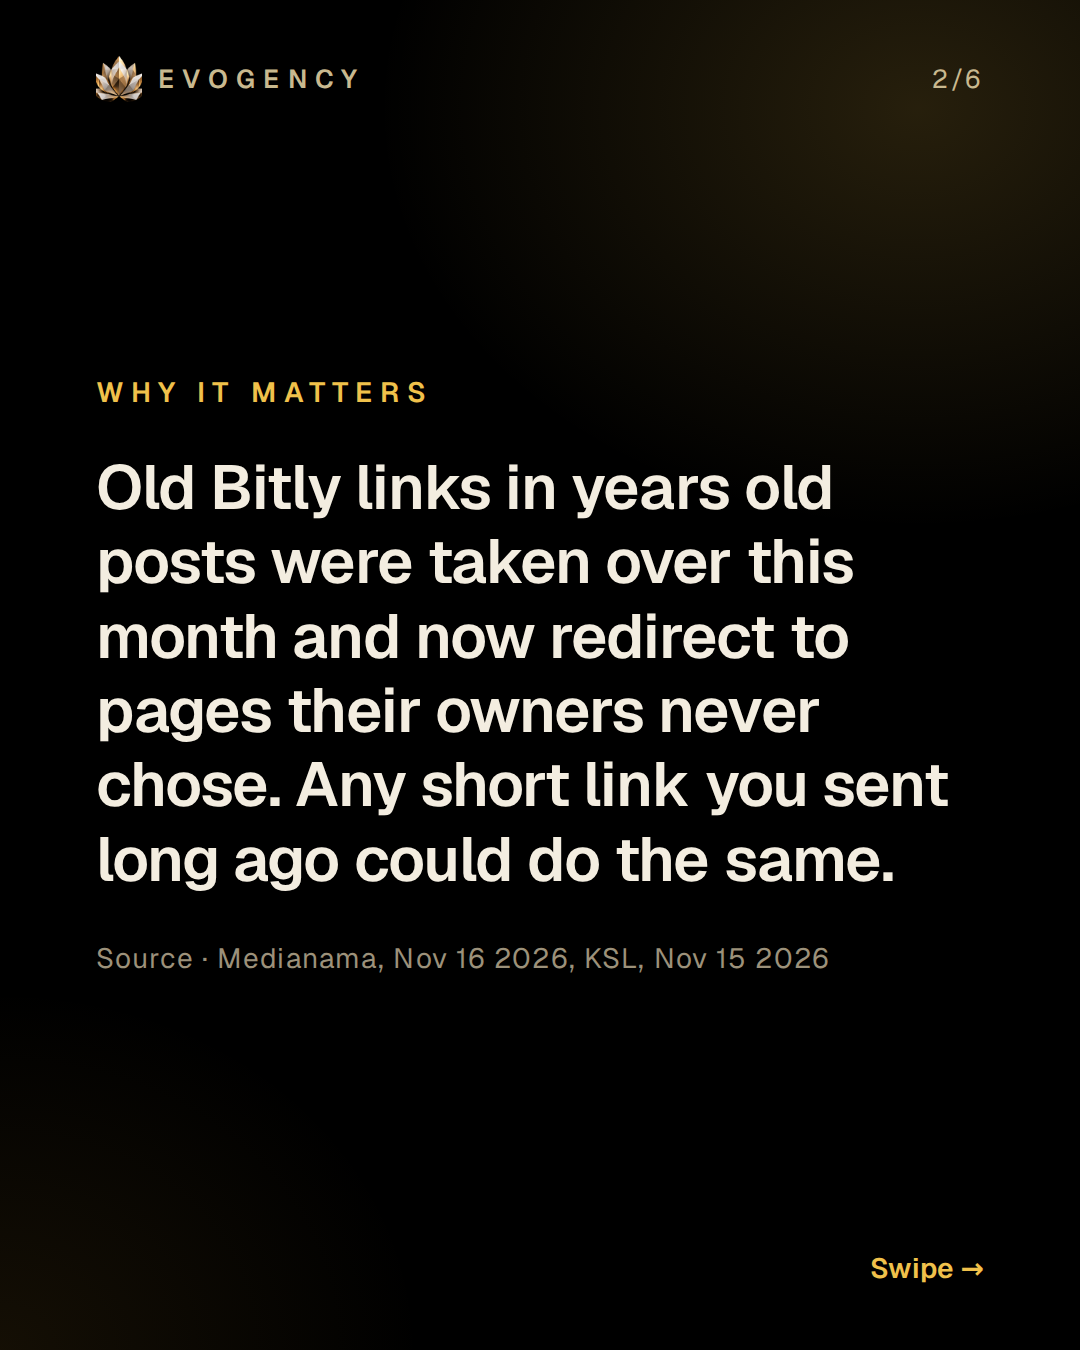 EVOGENCY
2/6
WHY IT MATTERS
Old Bitly links in years old
posts were taken over this
month and now redirect to
pages their owners never
chose. Any short link you sent
long ago could do the same.
Source · Medianama, Nov 16 2026, KSL, Nov 15 2026
Swipe →